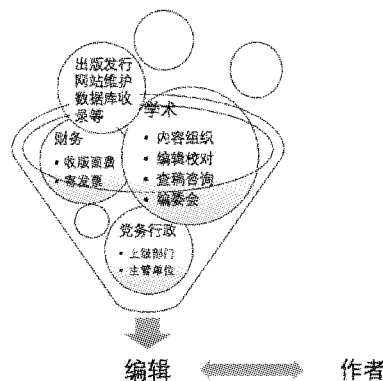 出版发行
网站维护
数据库收
录等
学术
• 内容组织
• 编辑校对
• 查稿咨询
• 编委会
财务
• 收版面费
• 寄发票
党务行政
• 上级部门
• 主管单位
编辑
作者